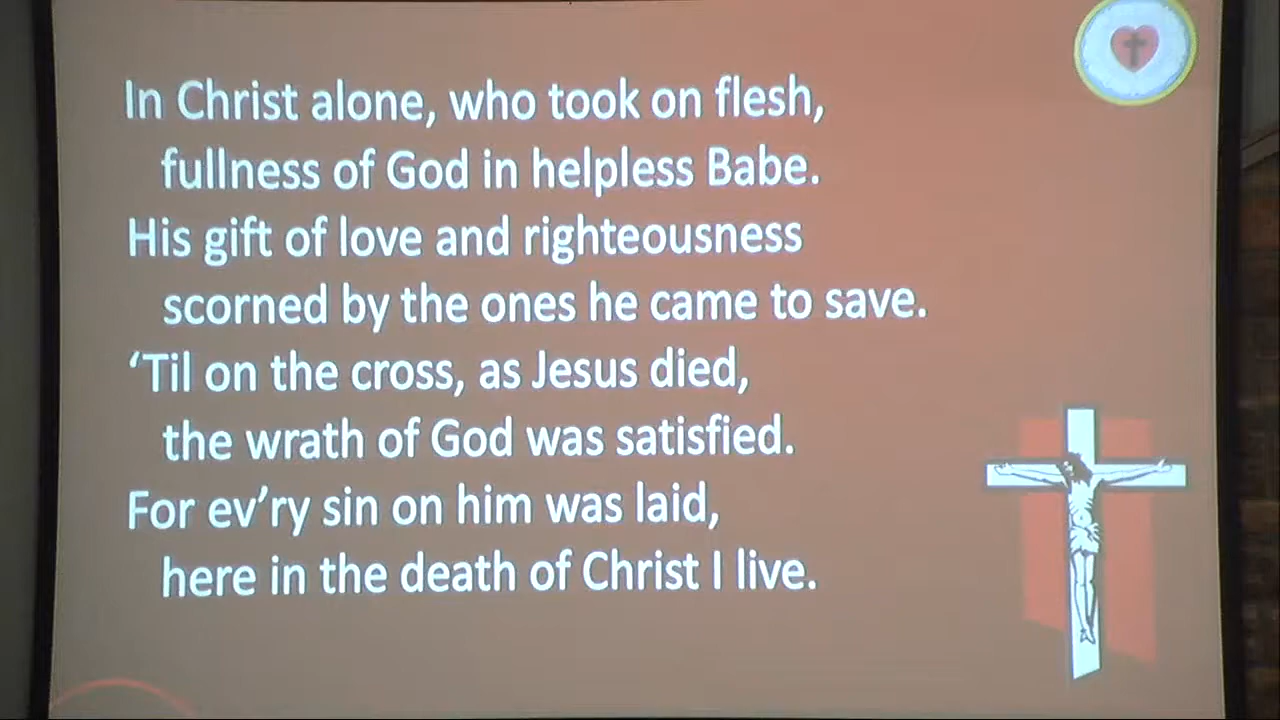 In Christ alone, who took on flesh,
fullness of God in helpless Babe.
His gift of love and righteousness
scorned by the ones he came to save.
‘Til on the cross, as Jesus died,
the wrath of God was satisfied.
For ev’ry sin on him was laid,
here in the death of Christ I live.